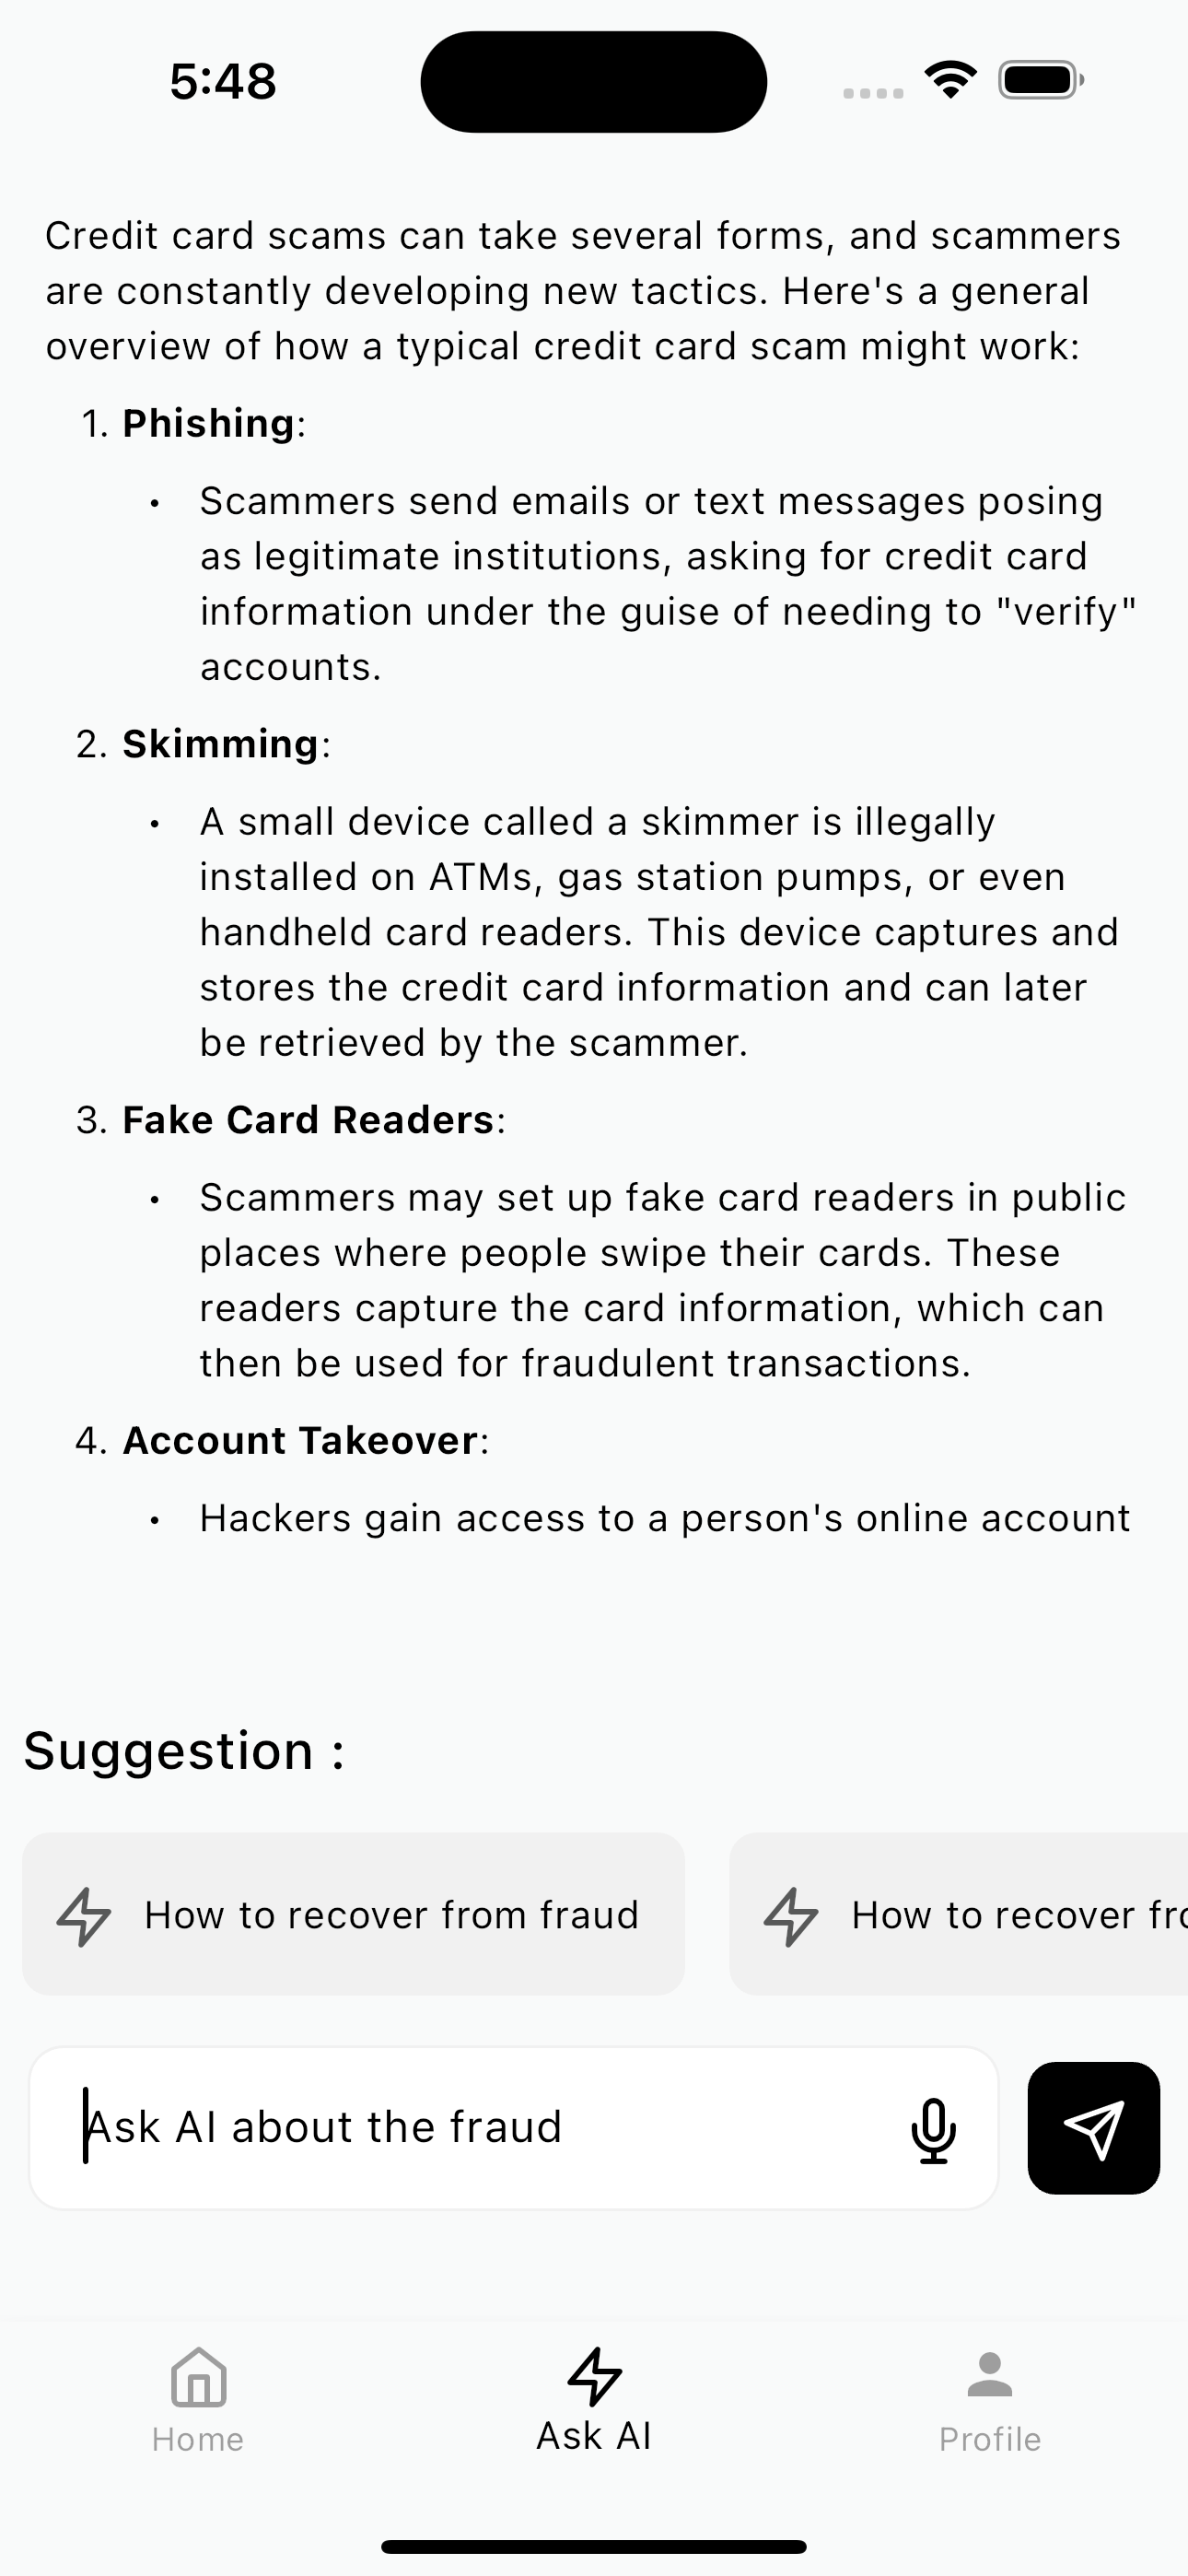 5:48
Credit card scams can take several forms, and scammers
are constantly developing new tactics. Here's a general
overview of how a typical credit card scam might work:
1. Phishing:
• Scammers send emails or text messages posing
as legitimate institutions, asking for credit card
information under the guise of needing to "verify"
accounts.
2. Skimming:
• A small device called a skimmer is illegally
installed on ATMs, gas station pumps, or even
handheld card readers. This device captures and
stores the credit card information and can later
be retrieved by the scammer.
3. Fake Card Readers:
• Scammers may set up fake card readers in public
places where people swipe their cards. These
readers capture the card information, which can
then be used for fraudulent transactions.
4. Account Takeover:
• Hackers gain access to a person's online account
Suggestion :
How to recover from fraud
How to recover fro
Ask AI about the fraud
Home
Ask AI
Profile